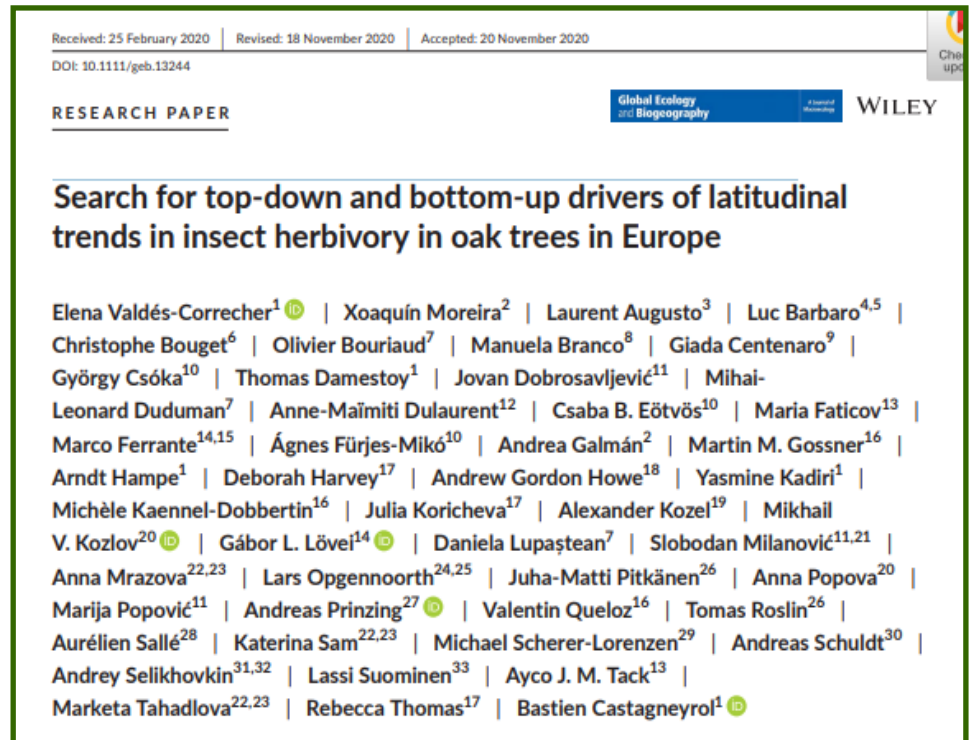 Received: 25 February 2020 | Revised: 18 November 2020 | Accepted: 20 November 2020
DOI: 10.1111/geb.13244
RESEARCH PAPER
Global Ecology
and Biogeography
WILEY
Search for top-down and bottom-up drivers of latitudinal
trends in insect herbivory in oak trees in Europe
Elena Valdés-Correcher1 iD | Xoaquín Moreira2 | Laurent Augusto3 | Luc Barbaro4,5 |
Christophe Bouget6 | Olivier Bouriaud7 | Manuela Branco8 | Giada Centenaro9 |
György Csóka10 | Thomas Damestoy1 | Jovan Dobrosavljević11 | Mihai-
Leonard Duduman7 | Anne-Maïmiti Dulaurent12 | Csaba B. Eötvös10 | Maria Faticov13 |
Marco Ferrante14,15 | Ágnes Fürjes-Mikó10 | Andrea Galmán2 | Martin M. Gossner16 |
Arndt Hampe1 | Deborah Harvey17 | Andrew Gordon Howe18 | Yasmine Kadiri1 |
Michèle Kaennel-Dobbertin16 | Julia Koricheva17 | Alexander Kozel19 | Mikhail
V. Kozlov20 iD | Gábor L. Lövei14 iD | Daniela Lupaștean7 | Slobodan Milanović11,21 |
Anna Mrazova22,23 | Lars Opgennoorth24,25 | Juha-Matti Pitkänen26 | Anna Popova20 |
Marija Popović11 | Andreas Prinzing27 iD | Valentin Queloz16 | Tomas Roslin26 |
Aurélien Sallé28 | Katerina Sam22,23 | Michael Scherer-Lorenzen29 | Andreas Schuldt30 |
Andrey Selikhovkin31,32 | Lassi Suominen33 | Ayco J. M. Tack13 |
Marketa Tahadlova22,23 | Rebecca Thomas17 | Bastien Castagneyrol1 iD